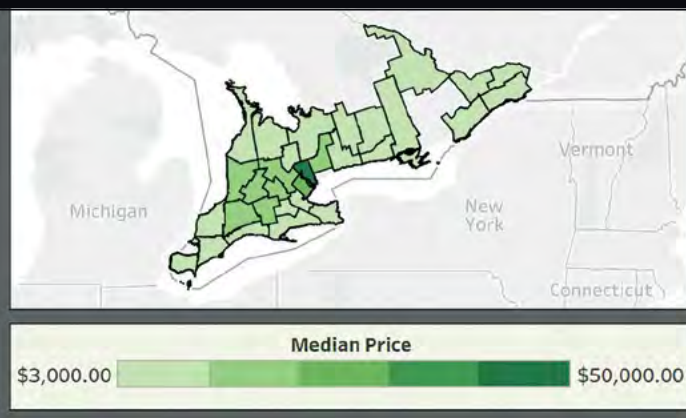 Vermont
Michigan
New
York
Connecticut
Median Price
$3,000.00
$50,000.00